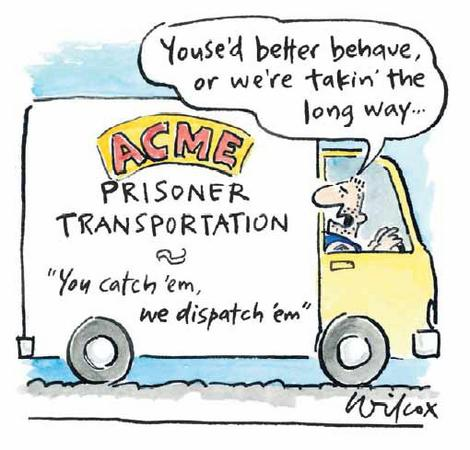 Youse'd better behave,
or we're takin' the
long way...
ACME
PRISONER
TRANSPORTATION
"You catch 'em,
we dispatch 'em"
Wilcox